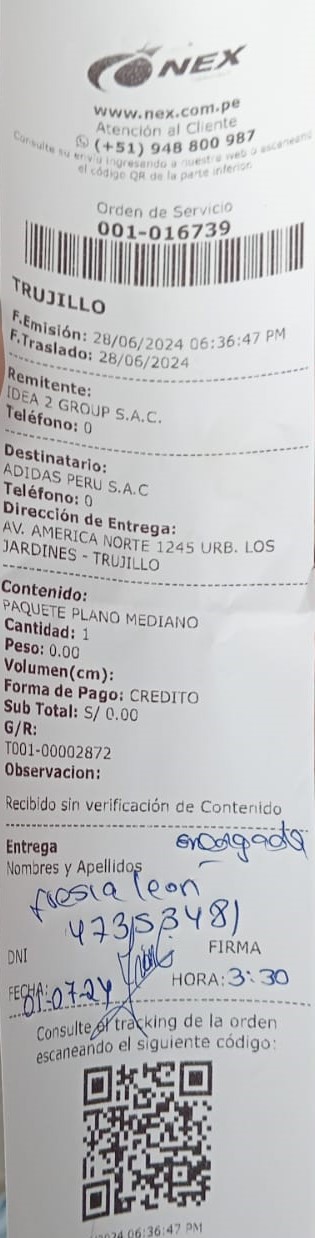 NEX
www.nex.com.pe
Atención al Cliente
(+51) 948 800 987
Consulte su envío ingresando a nuestra web o escaneando
el código QR de la parte inferior.
Orden de Servicio
001-016739
TRUJILLO
F.Emisión: 28/06/2024 06:36:47 PM
F.Traslado: 28/06/2024
Remitente:
IDEA 2 GROUP S.A.C.
Teléfono: 0
Destinatario:
ADIDAS PERU S.A.C
Teléfono: 0
Dirección de Entrega:
AV. AMERICA NORTE 1245 URB. LOS
JARDINES - TRUJILLO
Contenido:
PAQUETE PLANO MEDIANO
Cantidad: 1
Peso: 0.00
Volumen(cm):
Forma de Pago: CREDITO
Sub Total: S/ 0.00
G/R:
T001-00002872
Observacion:
Recibido sin verificación de Contenido
Entrega encargada
Nombres y Apellidos
fresia leon
47353481
DNI FIRMA
FECHA: 01-07-24 HORA: 3:30
Consulte el tracking de la orden
escaneando el siguiente código:
06:36:47 PM